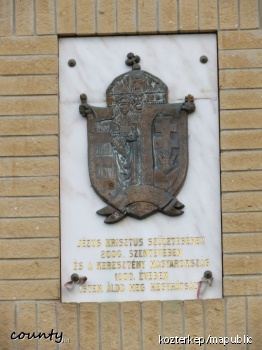 JÉZUS KRISZTUS SZÜLETÉSÉNEK
2000. SZENTÉVÉBEN
ÉS A KERESZTÉNY MAGYARORSZÁG
1000. ÉVÉBEN
ISTEN ÁLDD MEG HAZÁNKAT
county
kozterkep/mapublic